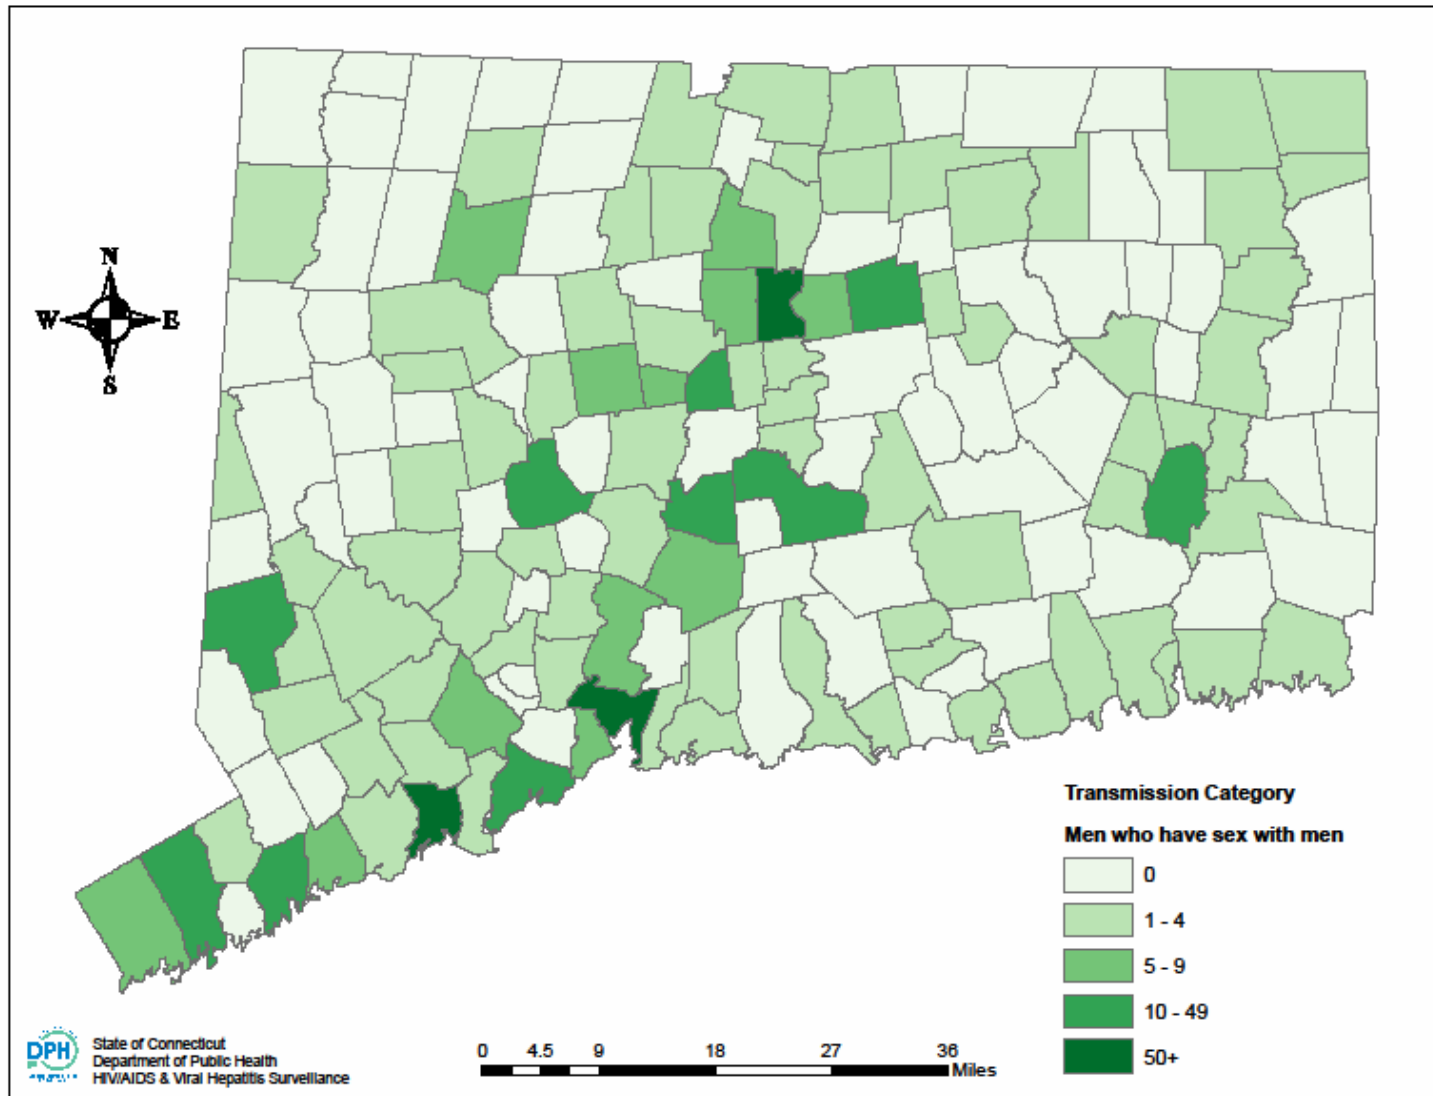 N
W E
S
Transmission Category
Men who have sex with men
0
1 - 4
5 - 9
10 - 49
50+
DPH
State of Connecticut
Department of Public Health
HIV/AIDS & Viral Hepatitis Surveillance
0 4.5 9 18 27 36
Miles